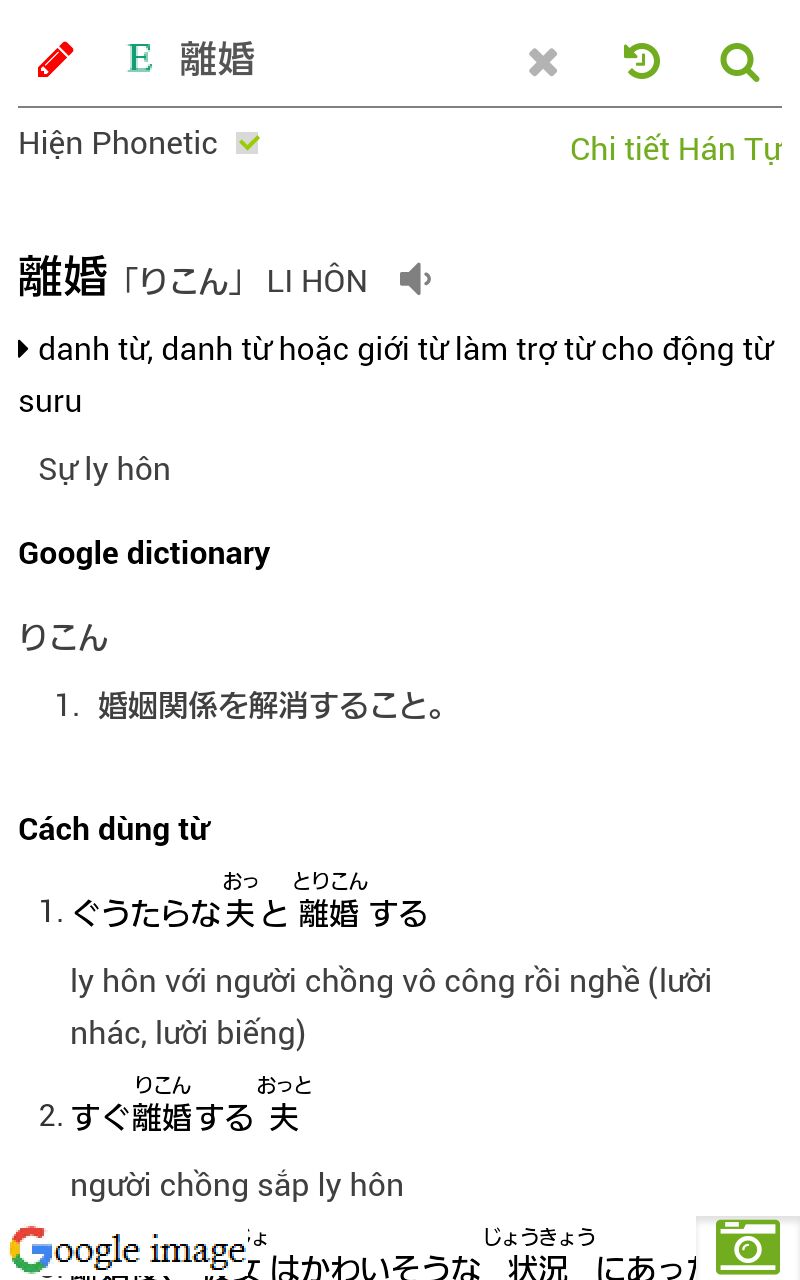 E 離婚
Hiện Phonetic
Chi tiết Hán Tự
離婚「りこん」 LI HÔN
danh từ, danh từ hoặc giới từ làm trợ từ cho động từ
suru
Sự ly hôn
Google dictionary
りこん
1. 婚姻関係を解消すること。
Cách dùng từ
おっ とりこん
1. ぐうたらな夫と 離婚 する
ly hôn với người chồng vô công rồi nghề (lười
nhác, lười biếng)
りこん おっと
2. すぐ離婚する 夫
người chồng sắp ly hôn
じょうきょう
Google image
はかわいそうな 状況 にあった